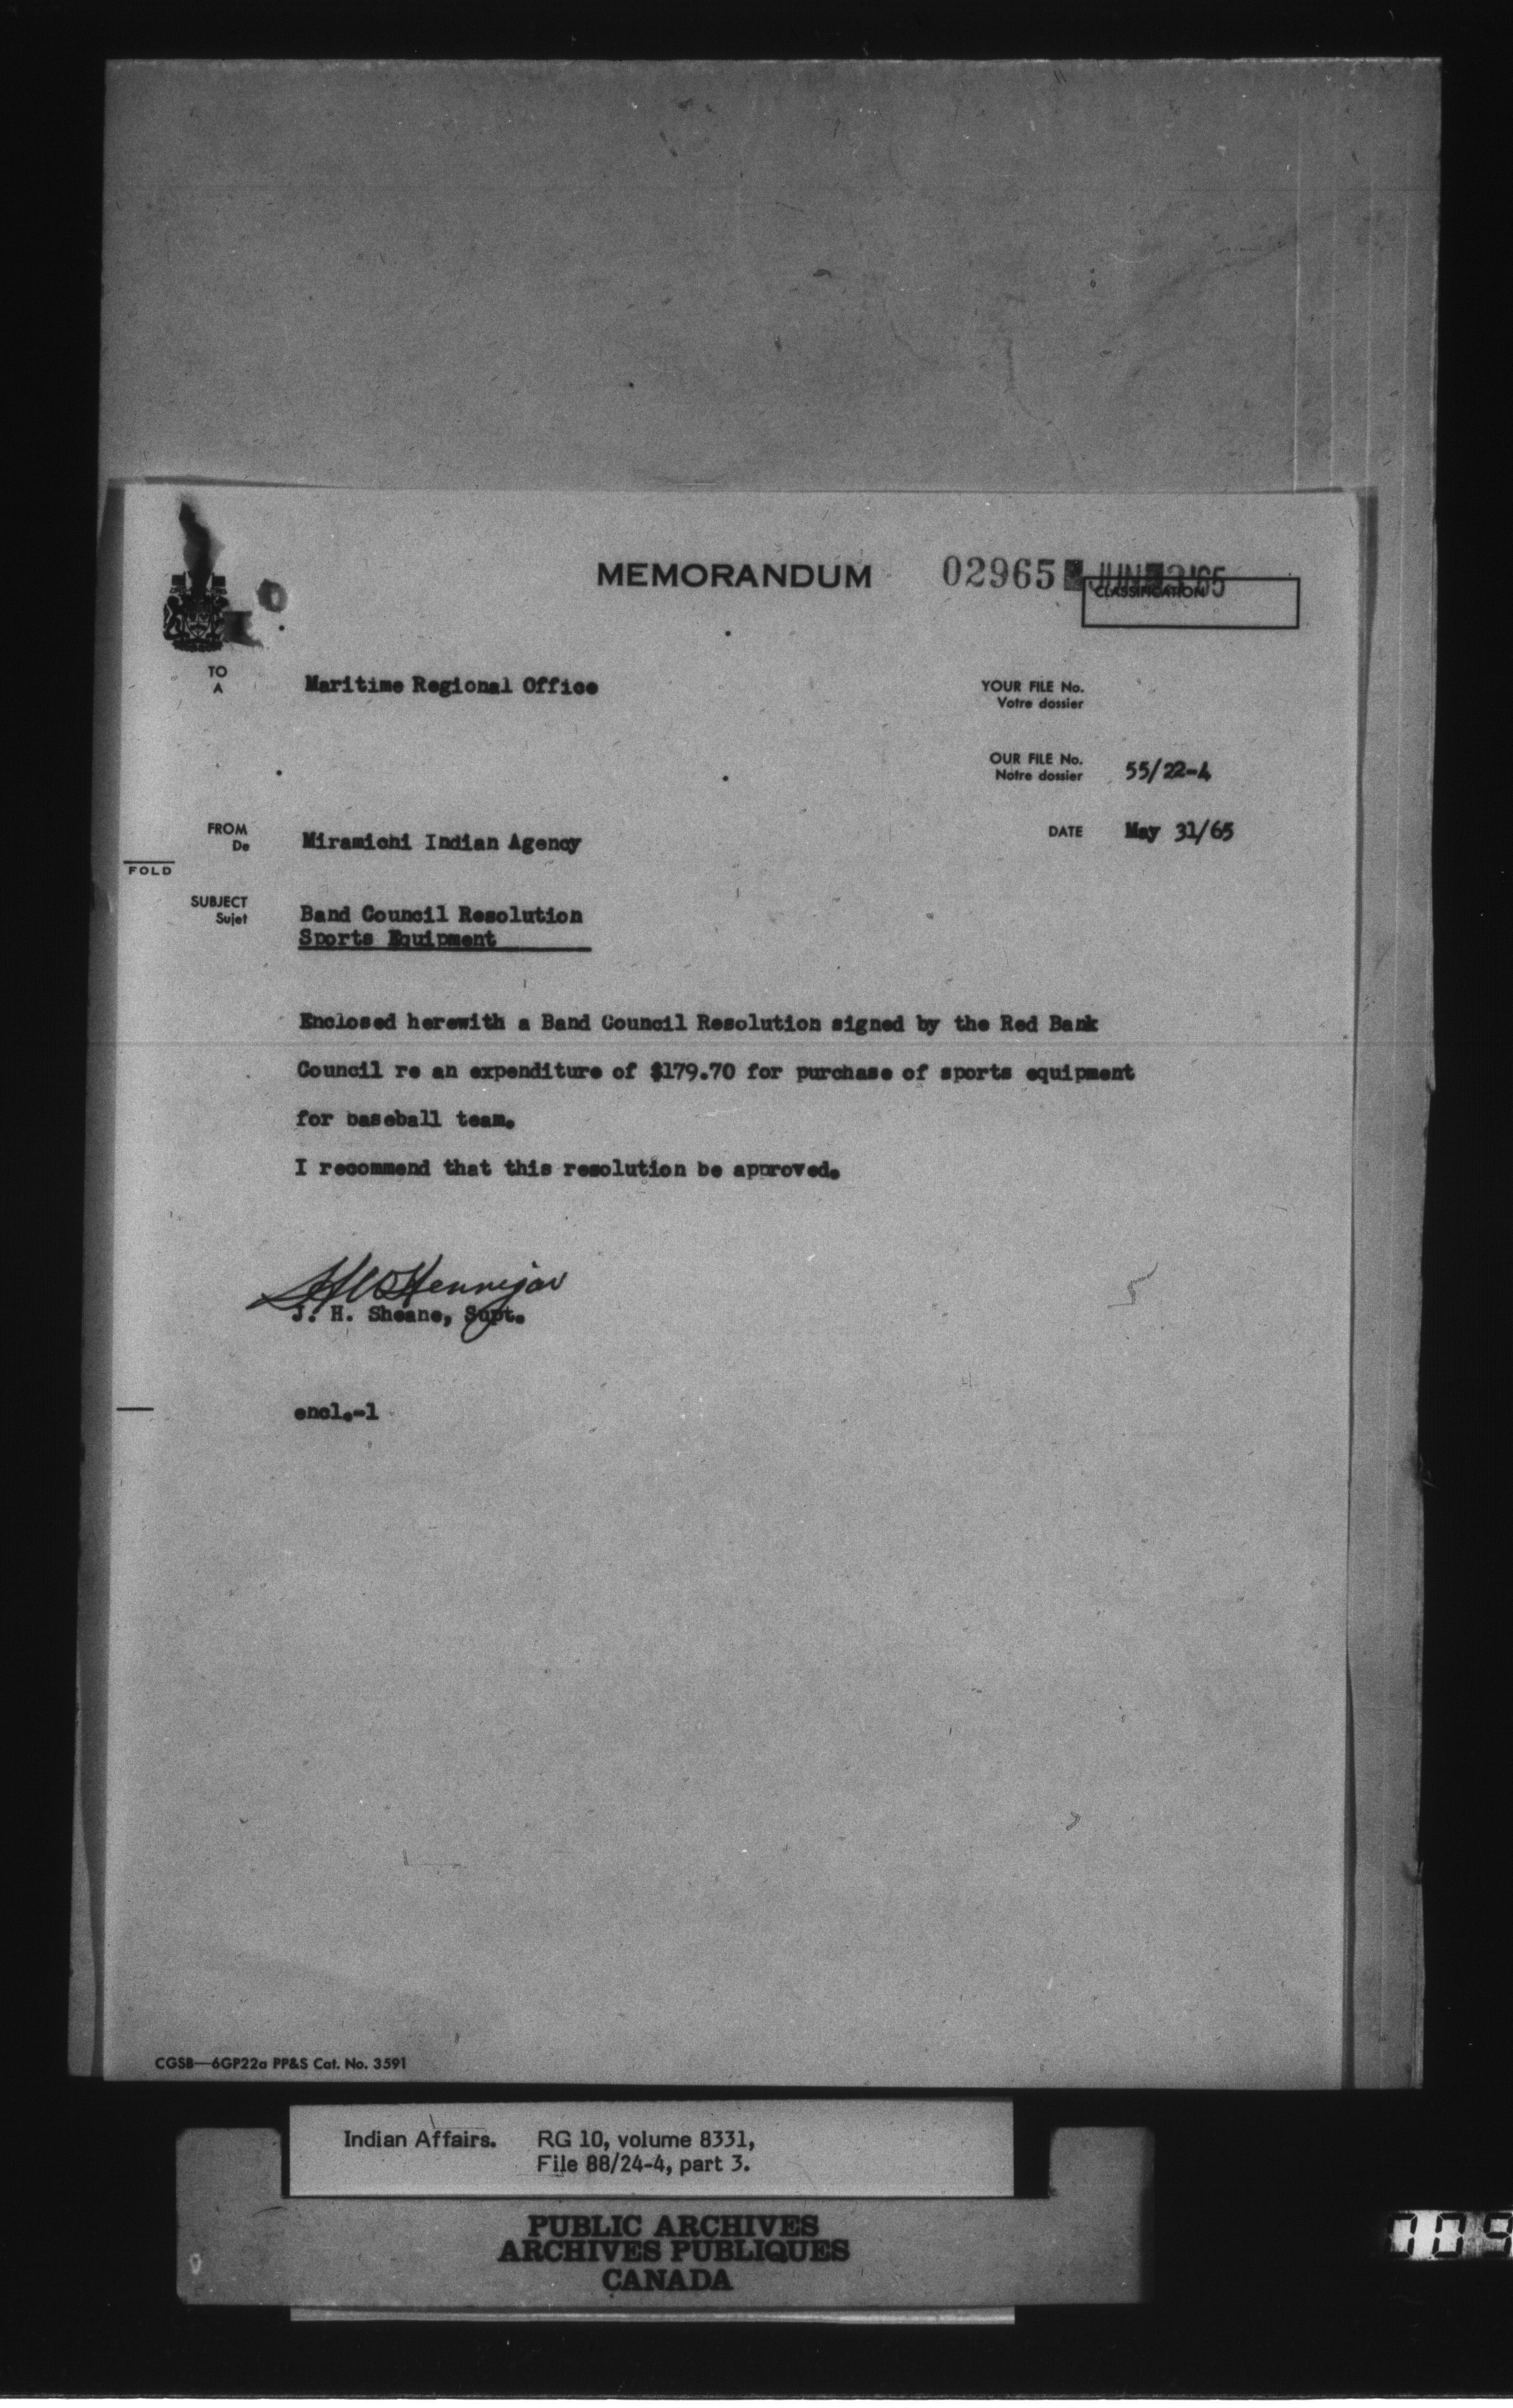 MEMORANDUM
02965 JUN 3 '65
CLASSIFICATION
TO
A
Maritime Regional Office
YOUR FILE No.
Votre dossier
OUR FILE No.
Notre dossier
55/22-4
FROM
De
Miramichi Indian Agency
DATE
May 31/65
FOLD
SUBJECT
Sujet
Band Council Resolution
Sports Equipment
Enclosed herewith a Band Council Resolution signed by the Red Bank
Council re an expenditure of $179.70 for purchase of sports equipment
for baseball team.
I recommend that this resolution be approved.
J. H. Sheane, Supt.
encl.-1
CGSB—6GP22a PP&S Cat. No. 3591
Indian Affairs. RG 10, volume 8331,
File 88/24-4, part 3.
PUBLIC ARCHIVES
ARCHIVES PUBLIQUES
CANADA